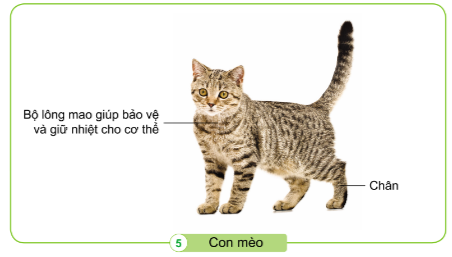 Bộ lông mao giúp bảo vệ
và giữ nhiệt cho cơ thể
Chân
5
Con mèo